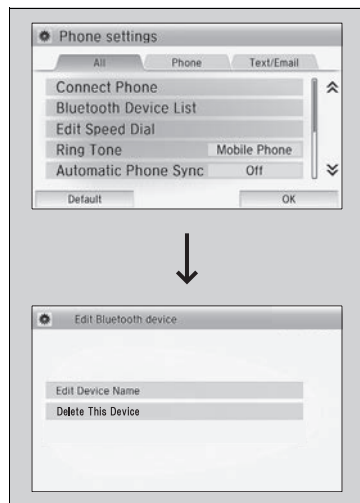 Phone settings
All Phone Text/Email
Connect Phone
Bluetooth Device List
Edit Speed Dial
Ring Tone Mobile Phone
Automatic Phone Sync Off
Default OK
Edit Bluetooth device
Edit Device Name
Delete This Device